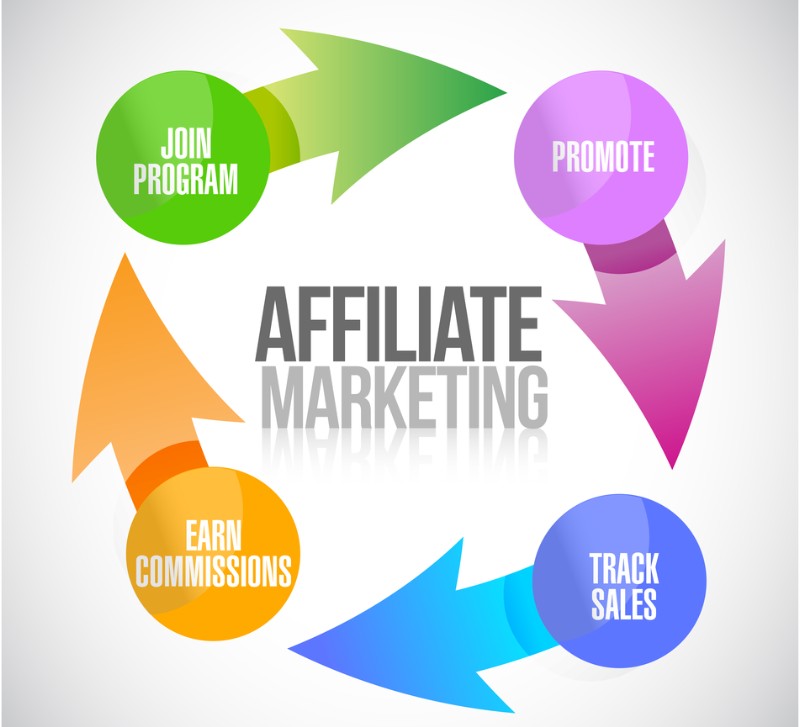 JOIN
PROGRAM
PROMOTE
AFFILIATE
MARKETING
EARN
COMMISSIONS
TRACK
SALES